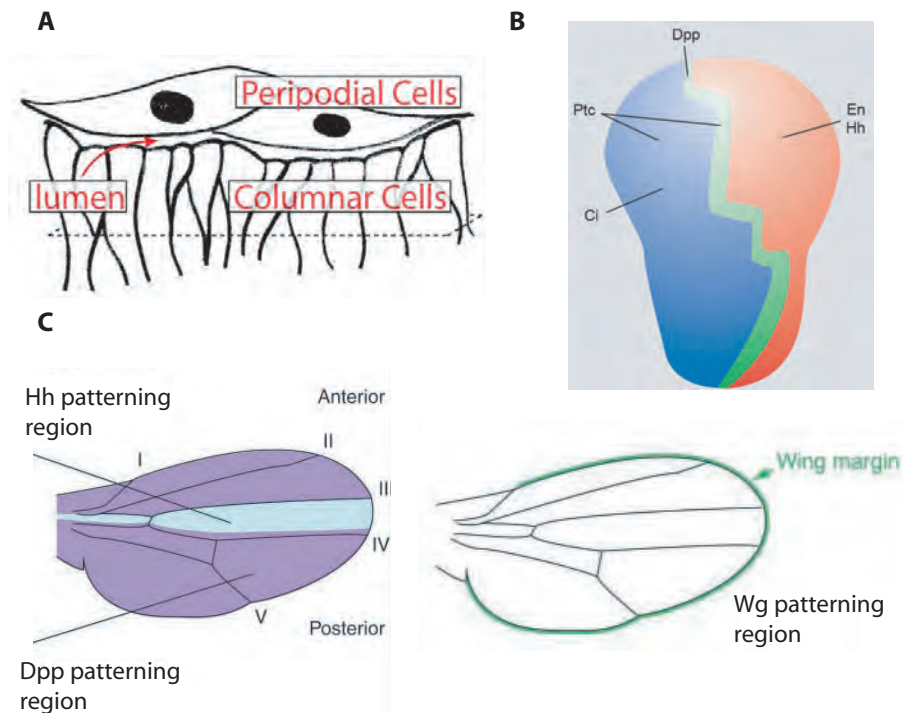 A
Peripodial Cells
lumen
Columnar Cells
B
Dpp
Ptc
En
Hh
Ci
C
Hh patterning
region
Anterior
I
II
III
IV
V
Posterior
Dpp patterning
region
Wing margin
Wg patterning
region